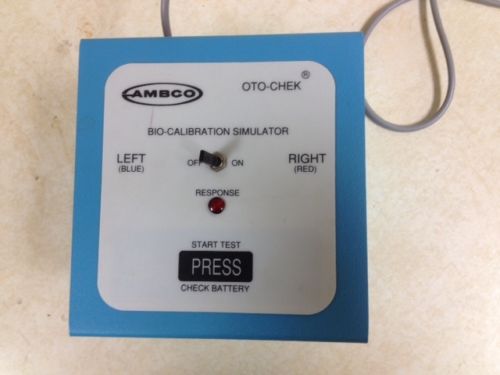 AMBCO
OTO-CHEK ®
BIO-CALIBRATION SIMULATOR
LEFT OFF ON RIGHT
(BLUE) (RED)
RESPONSE
START TEST
PRESS
CHECK BATTERY